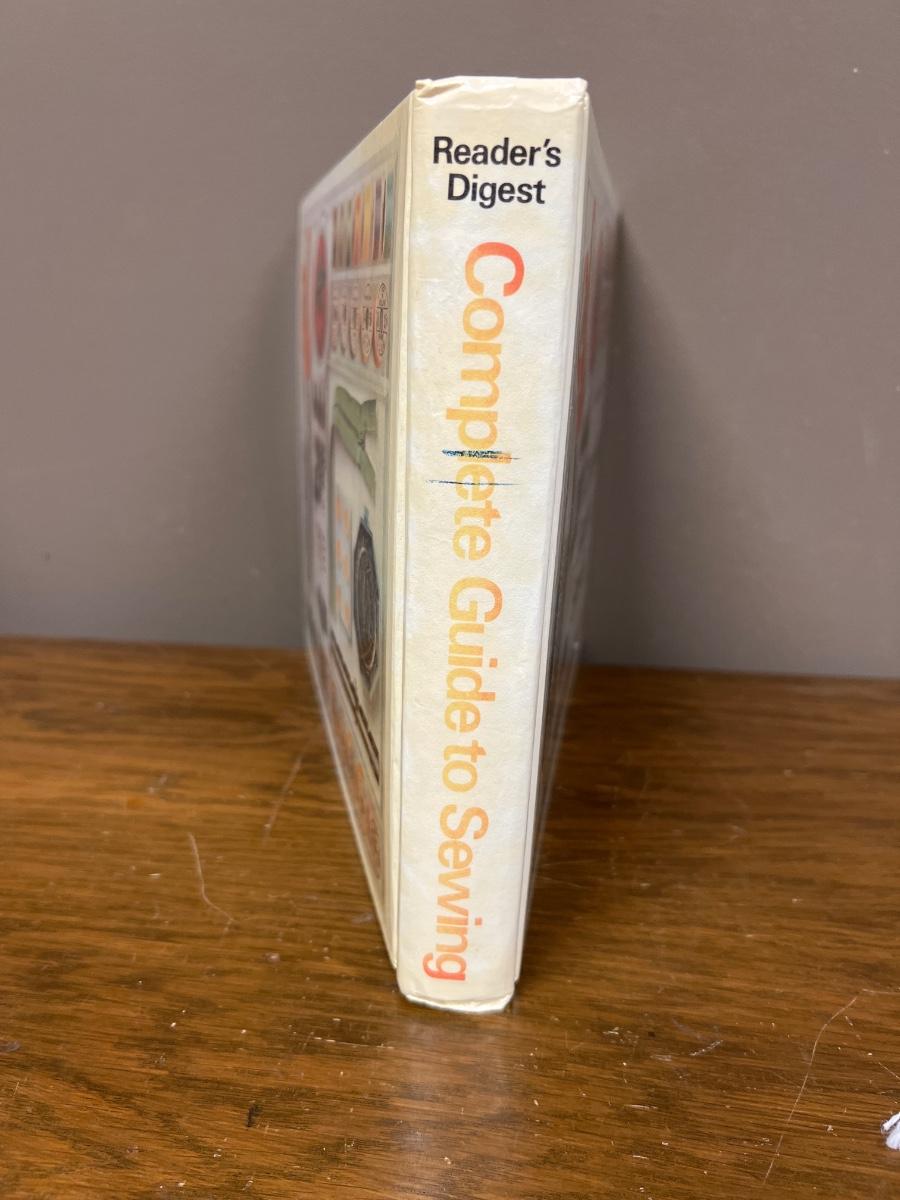 Reader's
Digest
Complete Guide to Sewing